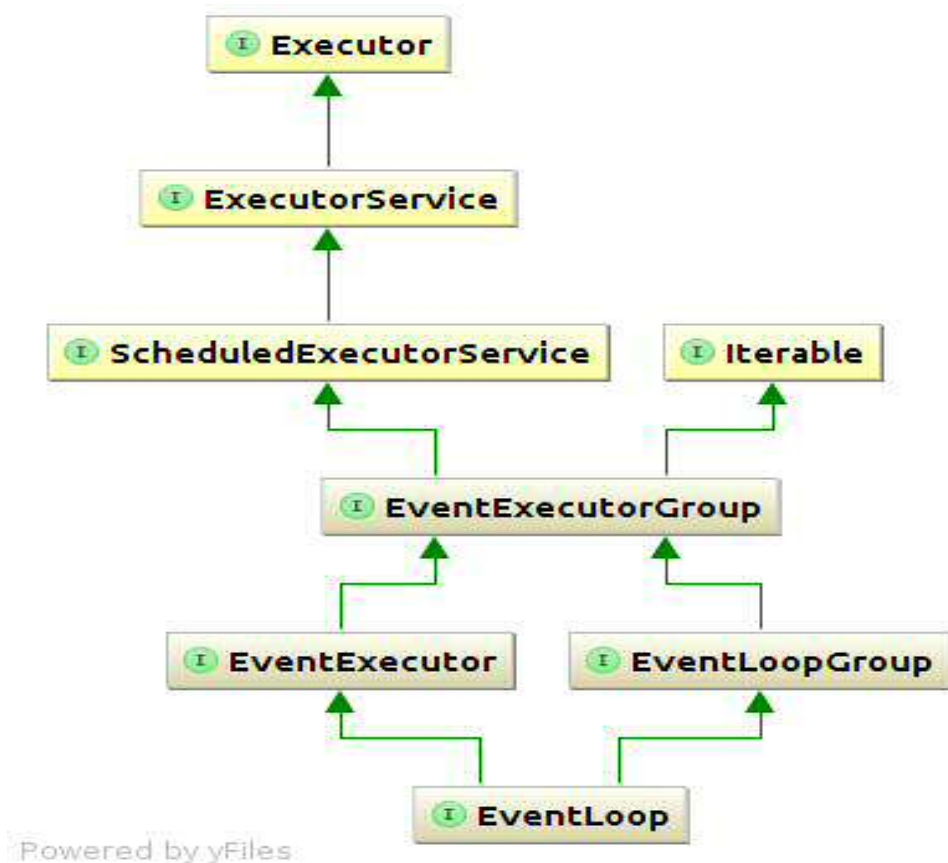 I Executor
I ExecutorService
I ScheduledExecutorService
I Iterable
I EventExecutorGroup
I EventExecutor
I EventLoopGroup
I EventLoop
Powered by yFiles